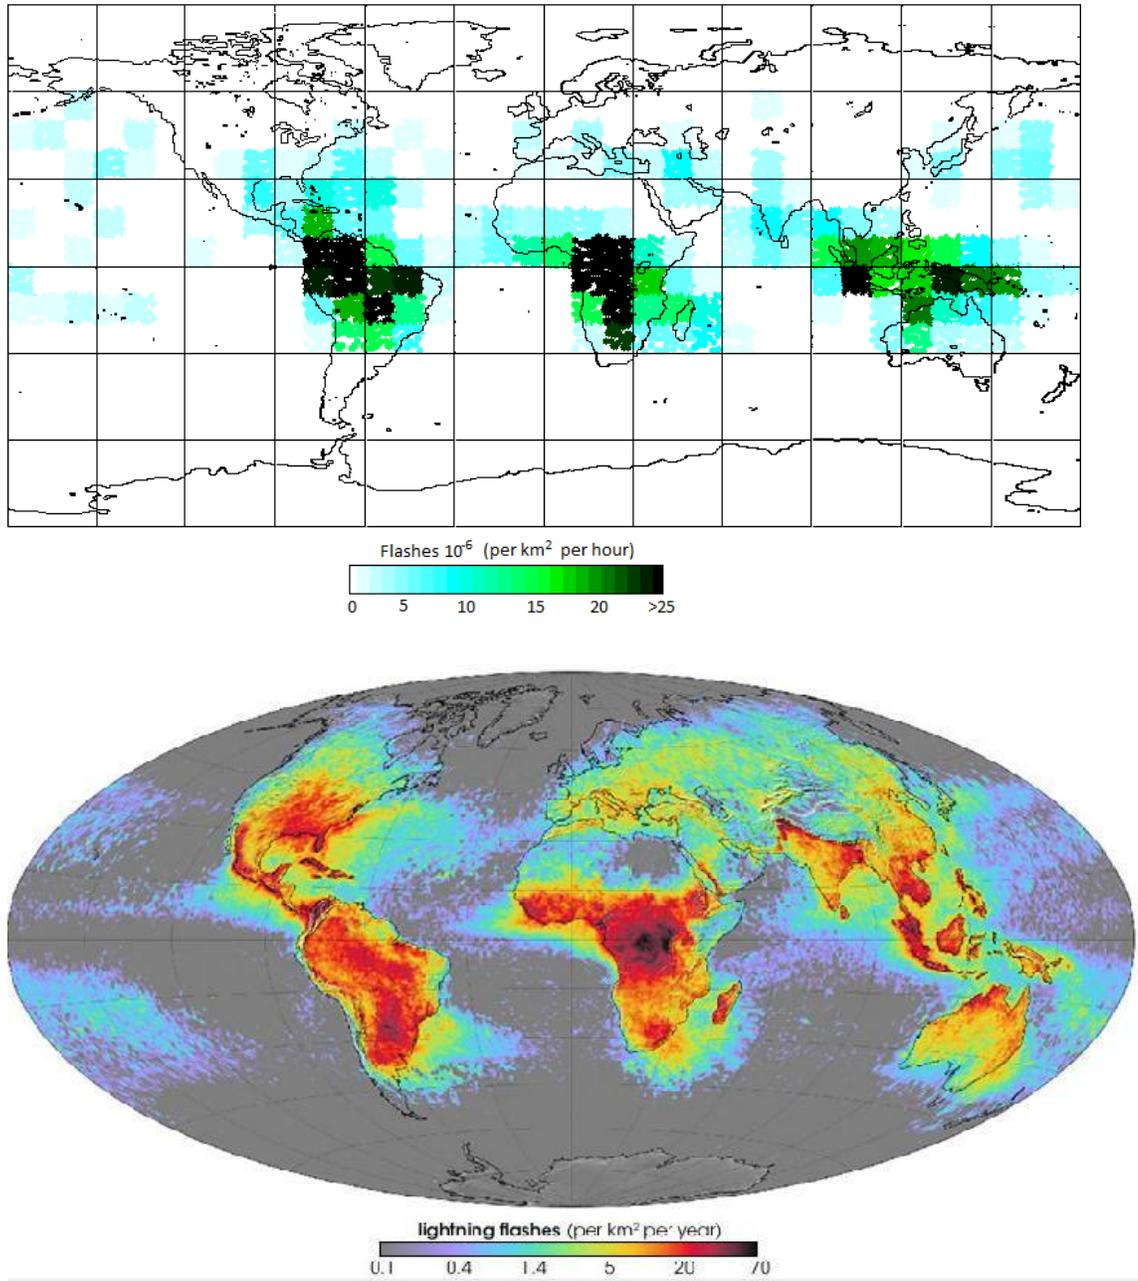 Flashes 10⁻⁶ (per km² per hour)
0 5 10 15 20 >25
lightning flashes (per km² per year)
0.1 0.4 1.4 5 20 70